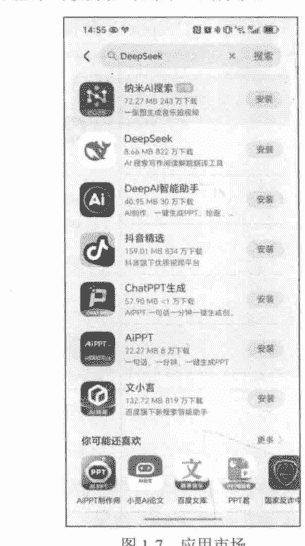 14:55
DeepSeek × 搜索
纳米AI搜索
72.27 MB 243 万下载
一张图生成音乐短视频
安装
DeepSeek
8.66 MB 822 万下载
AI 搜索写作阅读解题翻译工具
安装
DeepAI智能助手
40.95 MB 30 万下载
AI创作、一键生成PPT、绘画
安装
抖音精选
159.01 MB 834 万下载
抖音旗下优质视频平台
安装
ChatPPT生成
57.90 MB <1 万下载
AiPPT 一句话一分钟一键生成创
安装
AiPPT
72.27 MB 8 万下载
一句话，一分钟，一键生成PPT
安装
文小言
132.72 MB 819 万下载
百度旗下新搜索智能助手
安装
你可能还喜欢 更多 >
AiPPT制作师 小觅AI论文 百度文库 PPT君 国家反诈中
图 1-7 应用市场